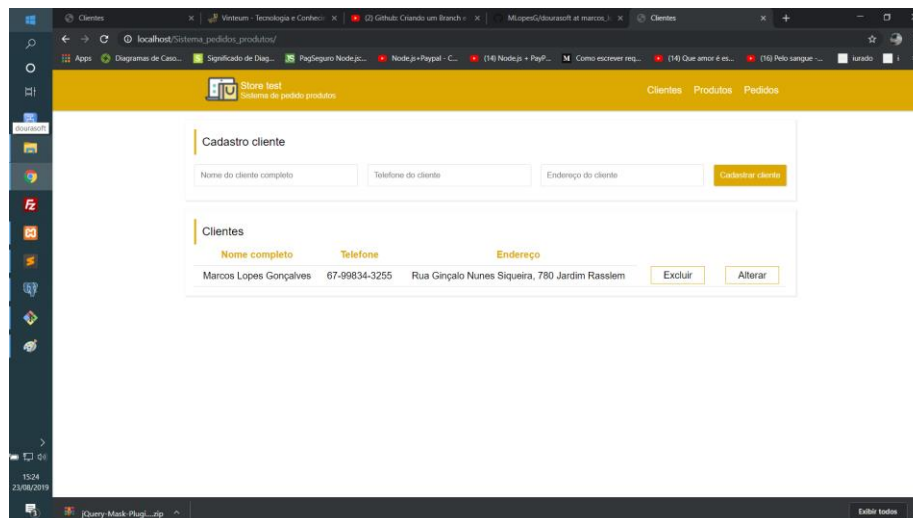 Clientes
Vinteum - Tecnologia e Conhecin
(2) Github: Criando um Branch e
MLopesG/dourasoft at marcos_l
Clientes
localhost/Sistema_pedidos_produtos/
Apps
Diagramas de Caso...
Significado de Diag...
PagSeguro Node.js:...
Node.js+Paypal - C...
(14) Node.js + PayP...
Como escrever req...
(14) Que amor é es...
(16) Pelo sangue -...
iurado
Store test
Sistema de pedido produtos
Clientes Produtos Pedidos
dourasoft
Cadastro cliente
Nome do cliente completo
Telefone do cliente
Endereço do cliente
Cadastrar cliente
Clientes
Nome completo Telefone Endereço
Marcos Lopes Gonçalves 67-99834-3255 Rua Ginçalo Nunes Siqueira, 780 Jardim Rasslem Excluir Alterar
15:24
23/08/2019
jQuery-Mask-Plugi....zip
Exibir todos